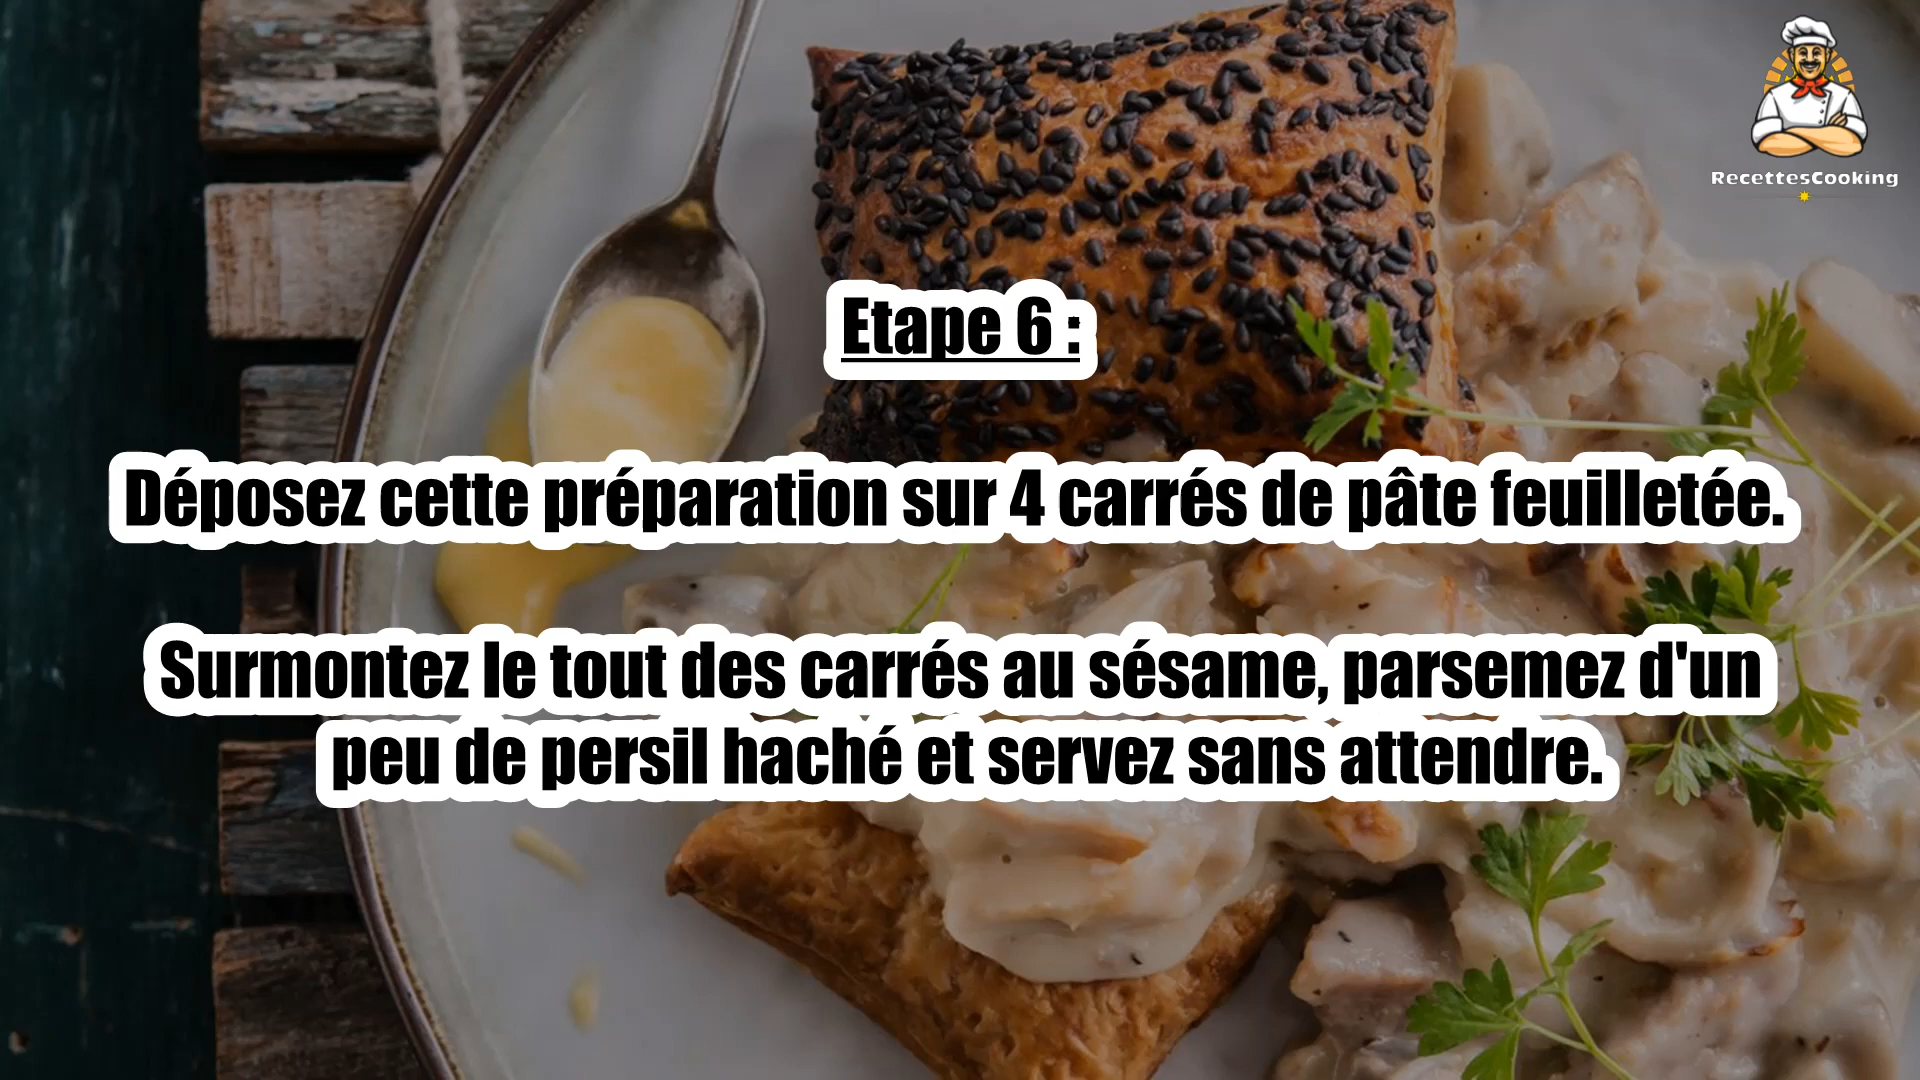 RecettesCooking
Etape 6 :
Déposez cette préparation sur 4 carrés de pâte feuilletée.
Surmontez le tout des carrés au sésame, parsemez d'un
peu de persil haché et servez sans attendre.